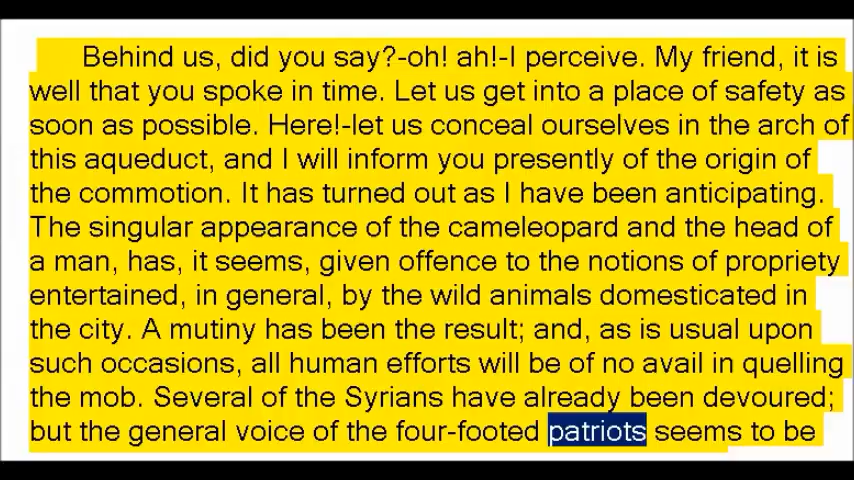 Behind us, did you say?-oh! ah!-I perceive. My friend, it is
well that you spoke in time. Let us get into a place of safety as
soon as possible. Here!-let us conceal ourselves in the arch of
this aqueduct, and I will inform you presently of the origin of
the commotion. It has turned out as I have been anticipating.
The singular appearance of the cameleopard and the head of
a man, has, it seems, given offence to the notions of propriety
entertained, in general, by the wild animals domesticated in
the city. A mutiny has been the result; and, as is usual upon
such occasions, all human efforts will be of no avail in quelling
the mob. Several of the Syrians have already been devoured;
but the general voice of the four-footed patriots seems to be